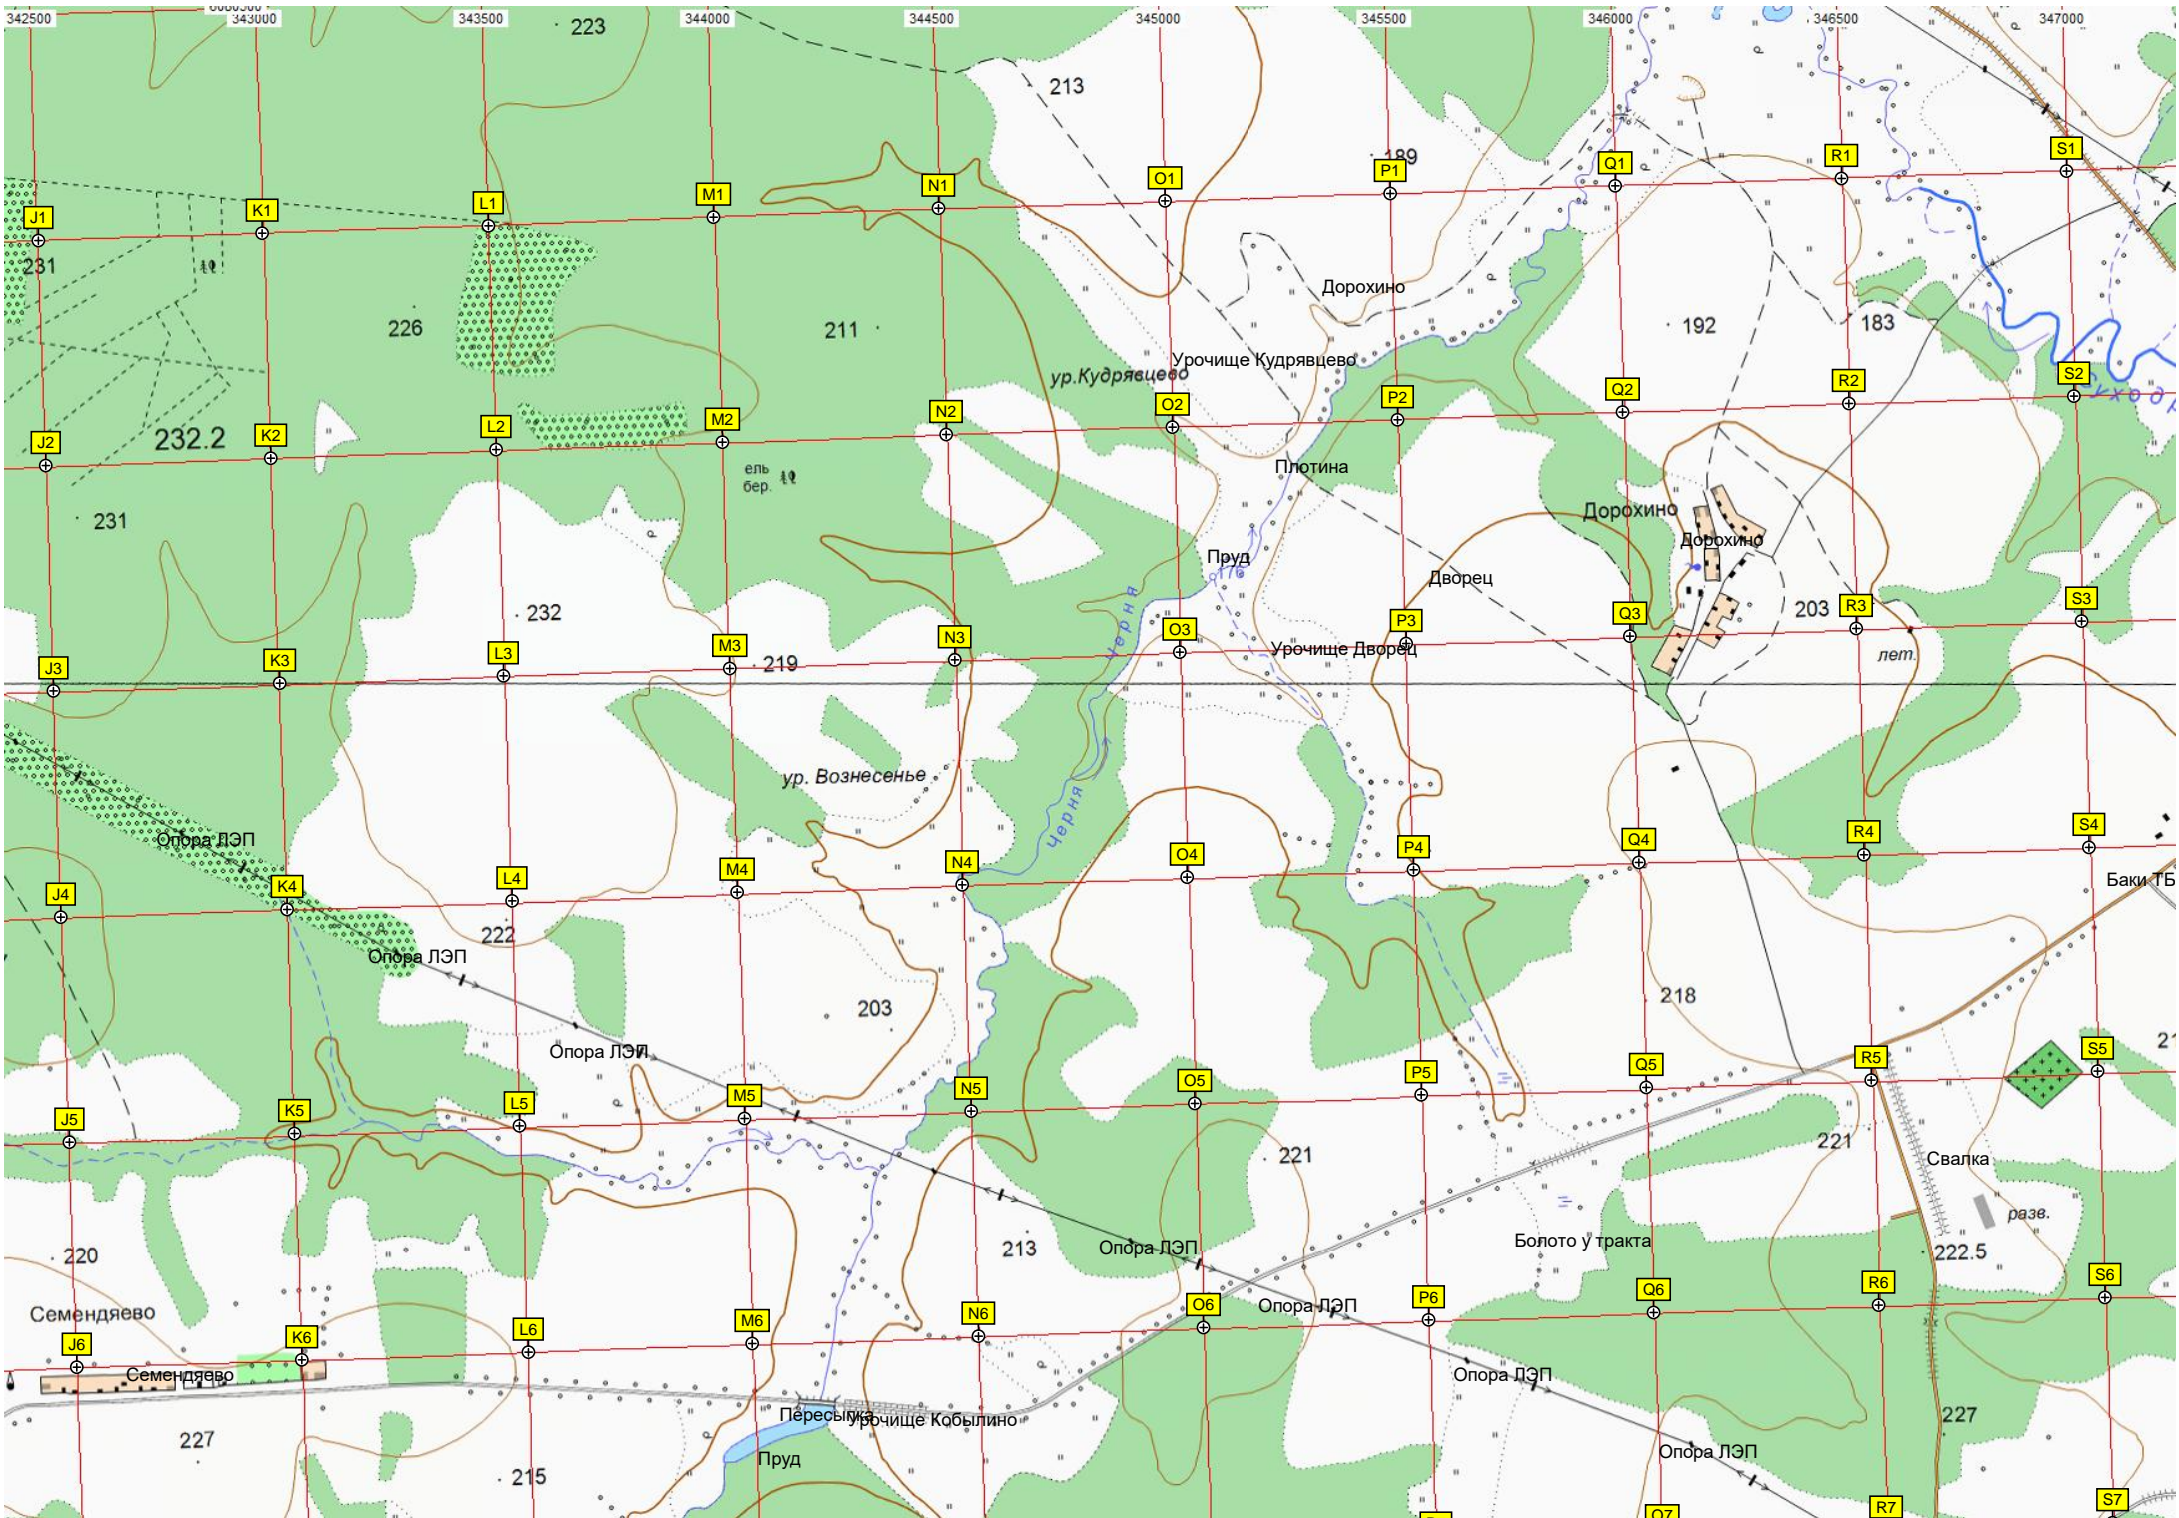 6080500
342500 343000 343500 344000 344500 345000 345500 346000 346500 347000
223
213
189
J1 K1 L1 M1 N1 O1 P1 Q1 R1 S1
231
226
211
Дорохино
192
183
Урочище Кудрявцево
ур.Кудрявцево
J2 K2 L2 M2 N2 O2 P2 Q2 R2 S2
232.2
ель
бер.
Плотина
231
Дорохино
Дорохино
Пруд
176
Дворец
232
203
Черня
J3 K3 L3 M3 N3 O3 P3 Q3 R3 S3
219
Урочище Дворец
лет.
ур. Вознесенье
Черня
Опора ЛЭП
J4 K4 L4 M4 N4 O4 P4 Q4 R4 S4
Баки ТБ
222
Опора ЛЭП
203
218
Опора ЛЭП
J5 K5 L5 M5 N5 O5 P5 Q5 R5 S5
221
221
Свалка
разв.
220
213
Опора ЛЭП
Болото у тракта
222.5
Семендяево
Опора ЛЭП
J6 K6 L6 M6 N6 O6 P6 Q6 R6 S6
Семендяево
Опора ЛЭП
Пересыпка
Урочище Кобылино
227
227
Пруд
215
Опора ЛЭП
Q7 R7 S7